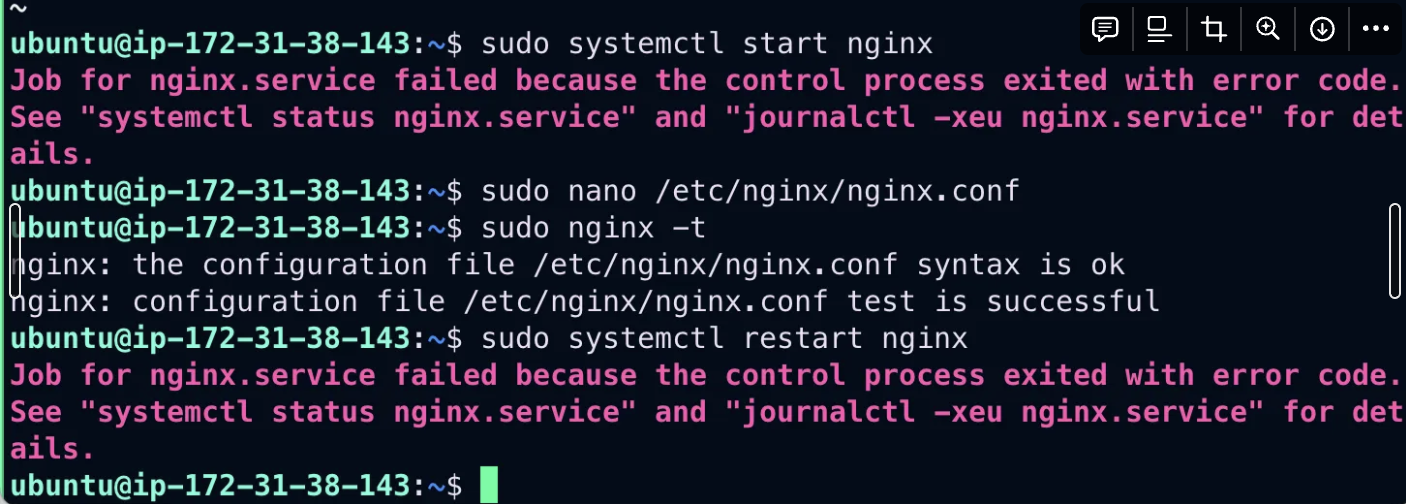 ~
ubuntu@ip-172-31-38-143:~$ sudo systemctl start nginx
Job for nginx.service failed because the control process exited with error code.
See "systemctl status nginx.service" and "journalctl -xeu nginx.service" for det
ails.
ubuntu@ip-172-31-38-143:~$ sudo nano /etc/nginx/nginx.conf
ubuntu@ip-172-31-38-143:~$ sudo nginx -t
nginx: the configuration file /etc/nginx/nginx.conf syntax is ok
nginx: configuration file /etc/nginx/nginx.conf test is successful
ubuntu@ip-172-31-38-143:~$ sudo systemctl restart nginx
Job for nginx.service failed because the control process exited with error code.
See "systemctl status nginx.service" and "journalctl -xeu nginx.service" for det
ails.
ubuntu@ip-172-31-38-143:~$